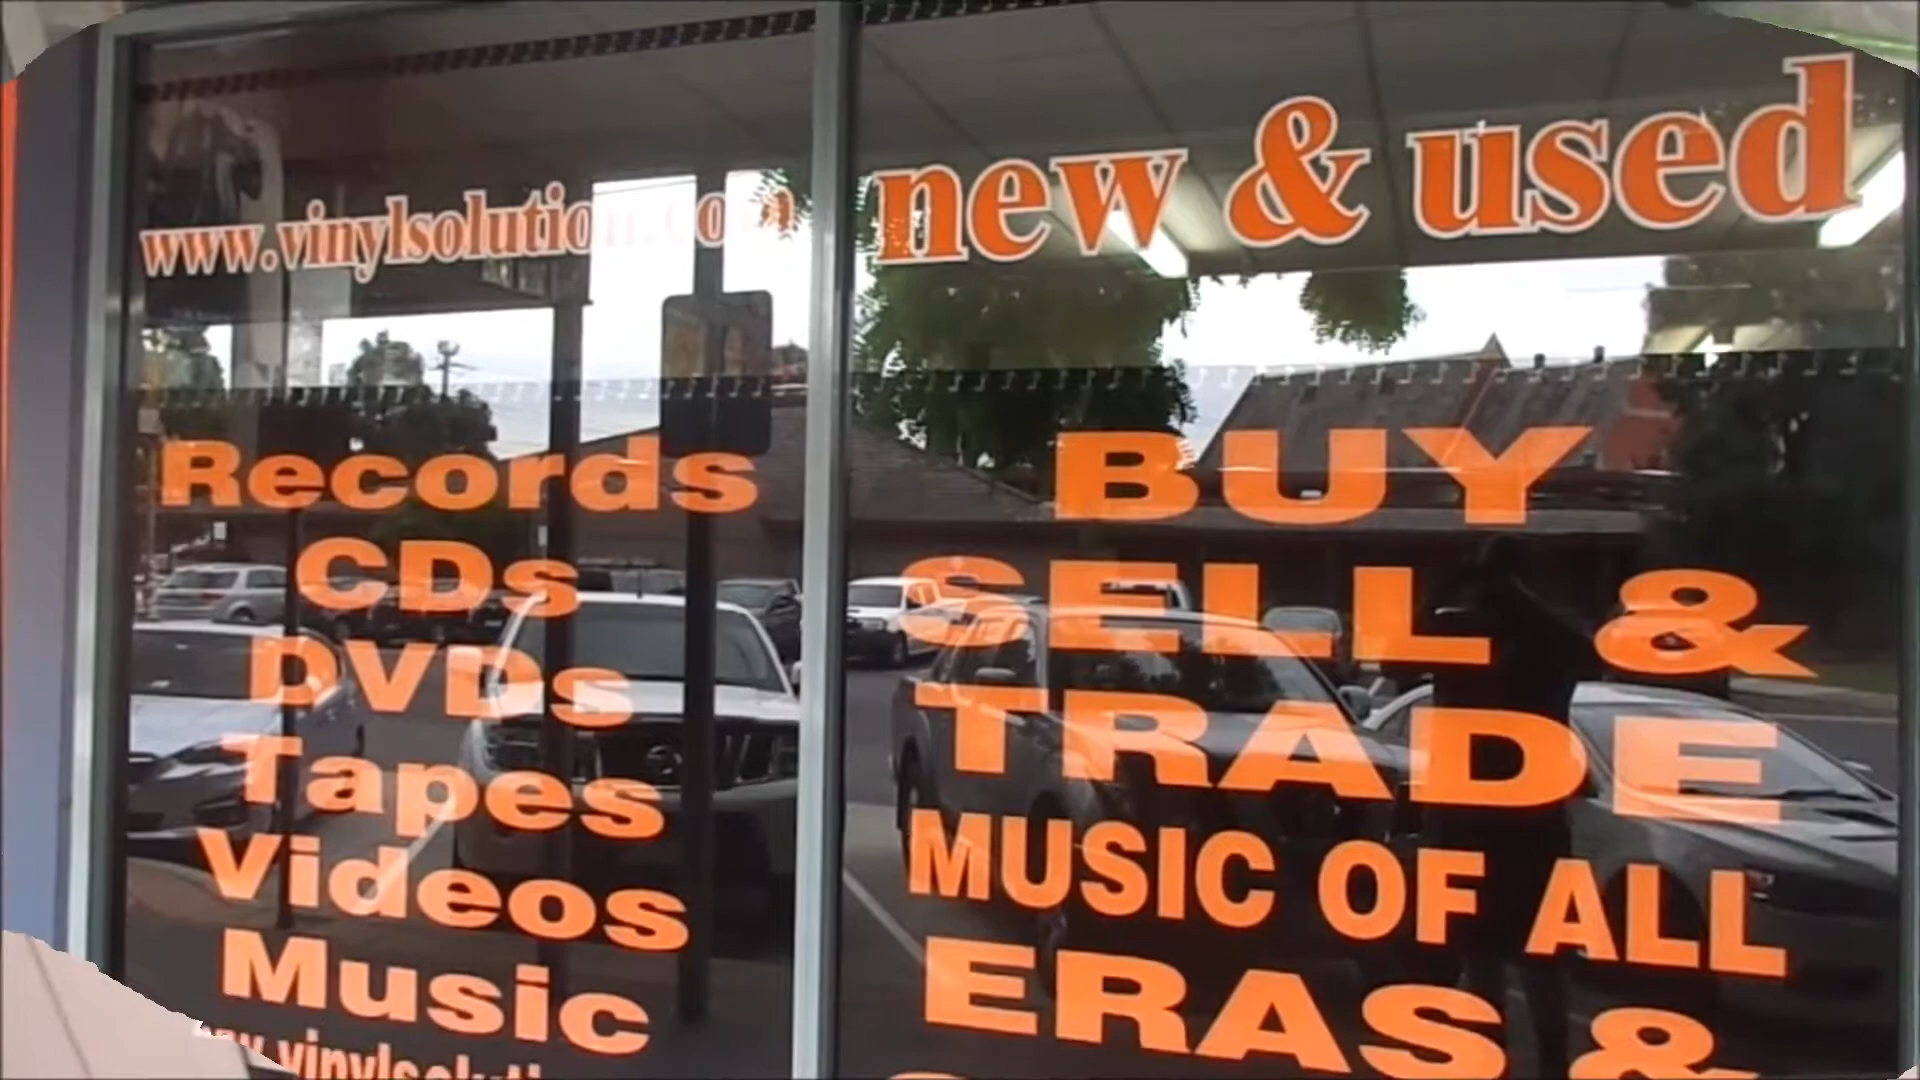 www.vinylsolution.com
Records
CDs
DVDs
Tapes
Videos
Music
new & used
BUY
SELL &
TRADE
MUSIC OF ALL
ERAS &